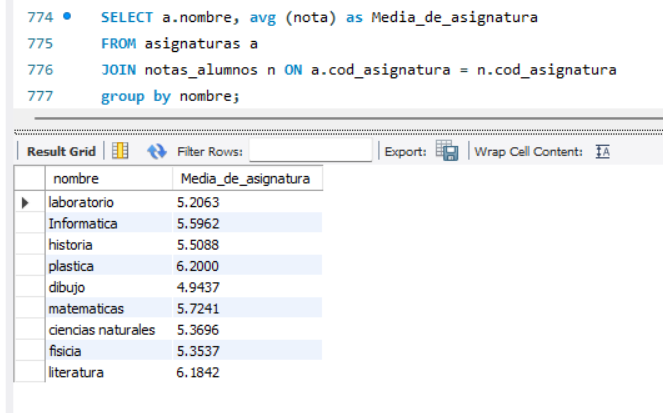 774 SELECT a.nombre, avg (nota) as Media_de_asignatura
775 FROM asignaturas a
776 JOIN notas_alumnos n ON a.cod_asignatura = n.cod_asignatura
777 group by nombre;
Result Grid Filter Rows: Export: Wrap Cell Content: IA
nombre Media_de_asignatura
laboratorio 5.2063
Informatica 5.5962
historia 5.5088
plastica 6.2000
dibujo 4.9437
matematicas 5.7241
ciencias naturales 5.3696
fisicia 5.3537
literatura 6.1842